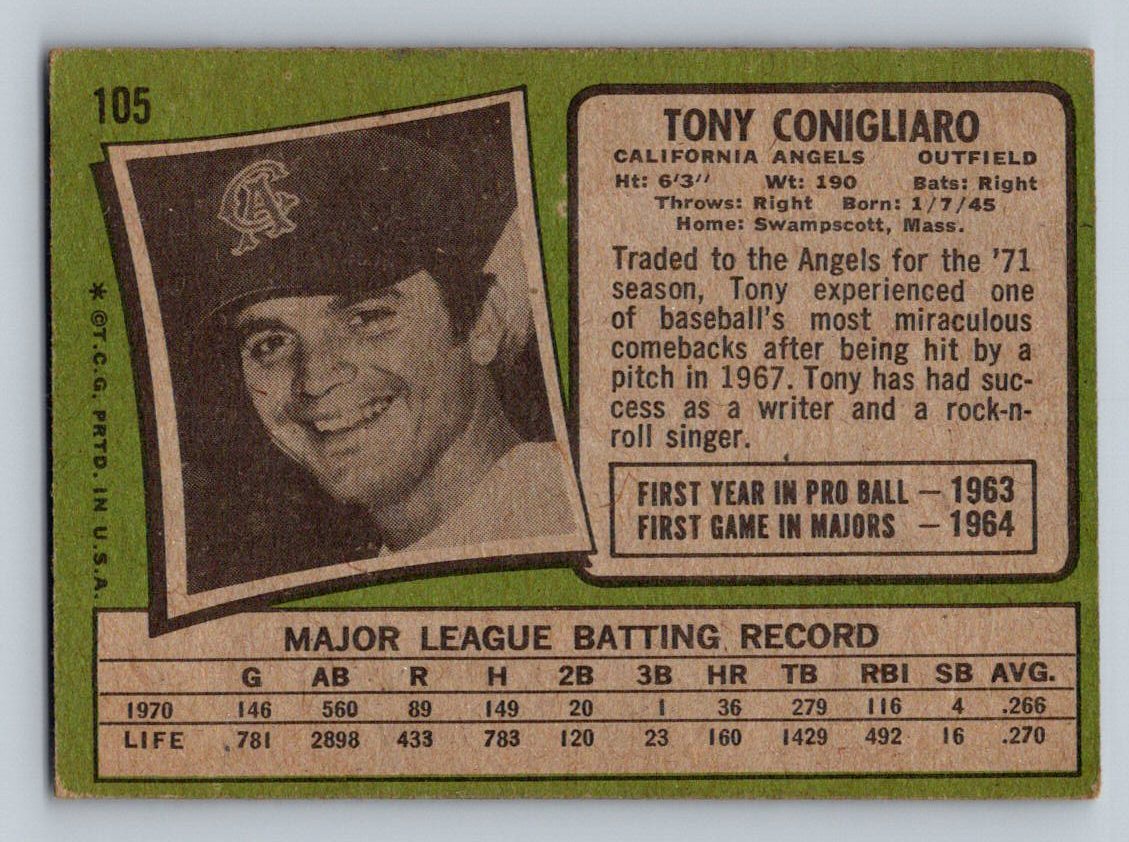 105
TONY CONIGLIARO
CALIFORNIA ANGELS OUTFIELD
Ht: 6'3" Wt: 190 Bats: Right
Throws: Right Born: 1/7/45
Home: Swampscott, Mass.
Traded to the Angels for the '71
season, Tony experienced one
of baseball's most miraculous
comebacks after being hit by a
pitch in 1967. Tony has had suc-
cess as a writer and a rock-n-
roll singer.
FIRST YEAR IN PRO BALL — 1963
FIRST GAME IN MAJORS — 1964
CA
* ©T.C.G. PRTD. IN U.S.A.
MAJOR LEAGUE BATTING RECORD
G AB R H 2B 3B HR TB RBI SB AVG.
1970 146 560 89 149 20 1 36 279 116 4 .266
LIFE 781 2898 433 783 120 23 160 1429 492 16 .270